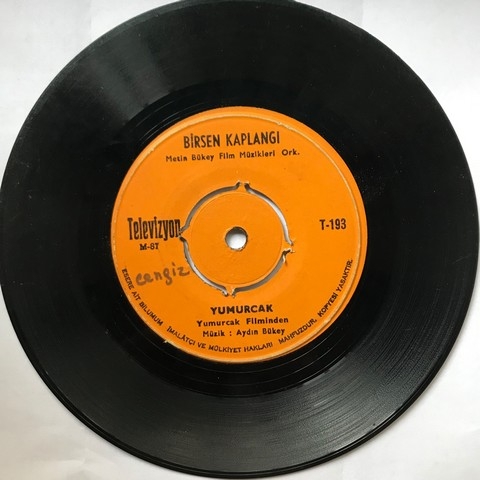 BİRSEN KAPLANGI
Metin Bükey Film Müzikleri Ork.
Televizyon
M-67
T-193
cengiz
YUMURCAK
Yumurcak Filminden
Müzik : Aydın Bükey
ESERE AİT BİLUMUM İMALÂTÇI VE MÜLKİYET HAKLARI MAHFUZDUR. KOPYESİ YASAKTIR.